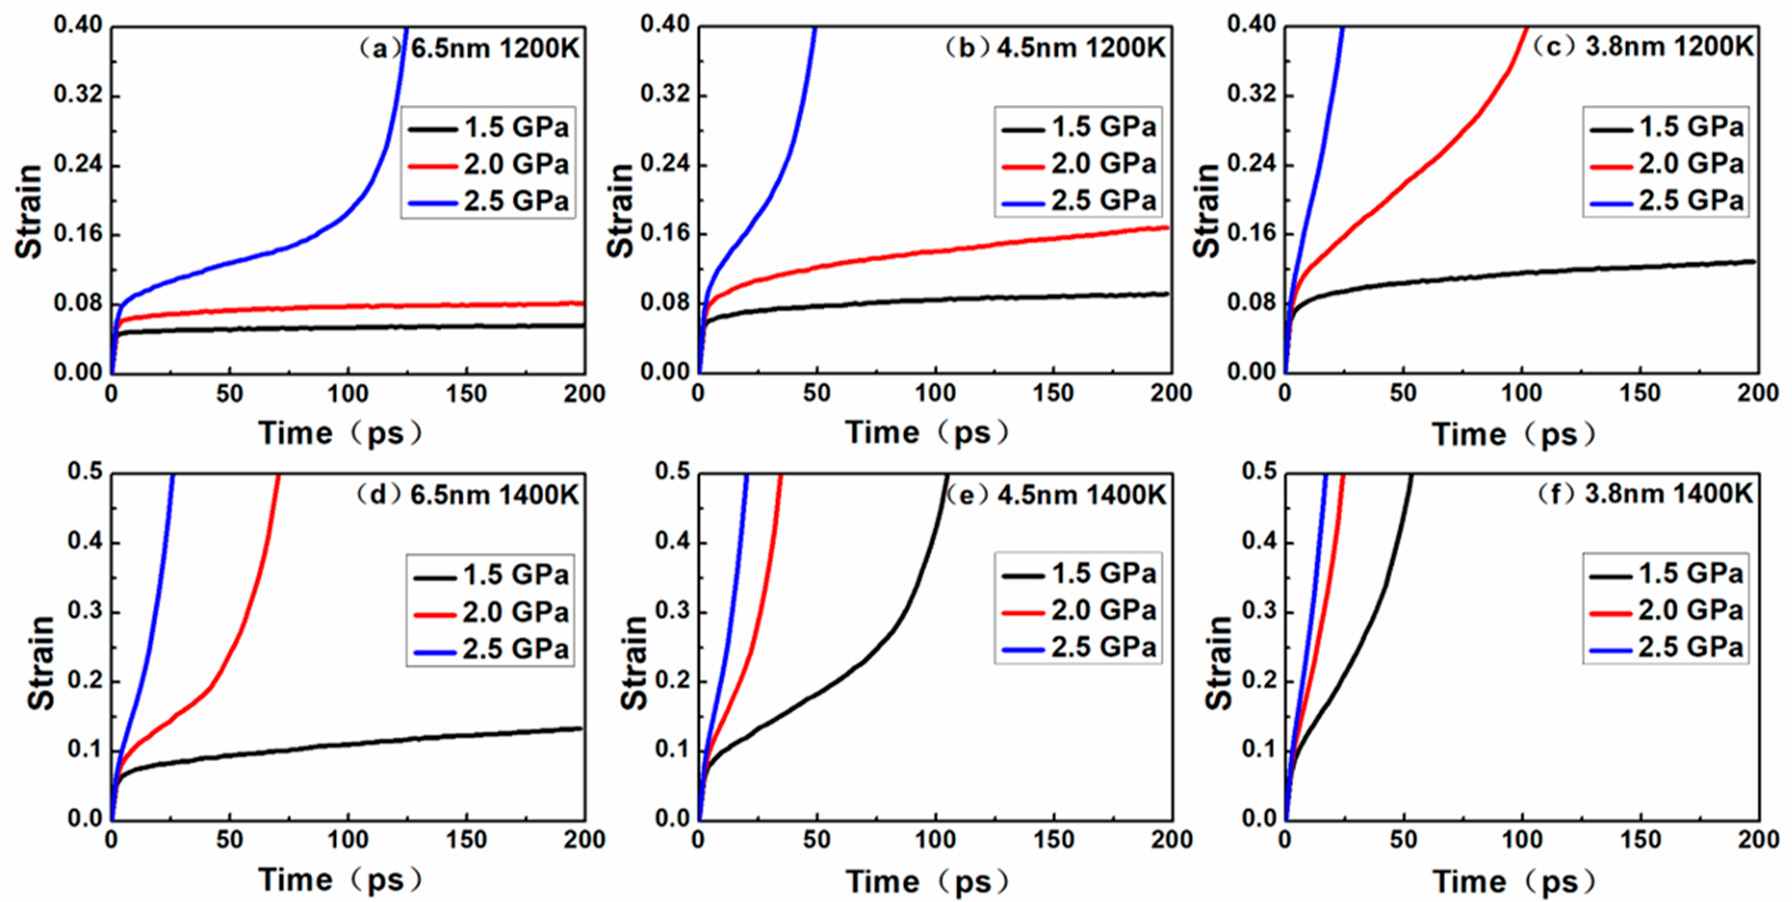 (a) 6.5nm 1200K
0.40
0.32
0.24
0.16
0.08
0.00
Strain
1.5 GPa
2.0 GPa
2.5 GPa
0 50 100 150 200
Time (ps)
(b) 4.5nm 1200K
0.40
0.32
0.24
0.16
0.08
0.00
Strain
1.5 GPa
2.0 GPa
2.5 GPa
0 50 100 150 200
Time (ps)
(c) 3.8nm 1200K
0.40
0.32
0.24
0.16
0.08
0.00
Strain
1.5 GPa
2.0 GPa
2.5 GPa
0 50 100 150 200
Time (ps)
(d) 6.5nm 1400K
0.5
0.4
0.3
0.2
0.1
0.0
Strain
1.5 GPa
2.0 GPa
2.5 GPa
0 50 100 150 200
Time (ps)
(e) 4.5nm 1400K
0.5
0.4
0.3
0.2
0.1
0.0
Strain
1.5 GPa
2.0 GPa
2.5 GPa
0 50 100 150 200
Time (ps)
(f) 3.8nm 1400K
0.5
0.4
0.3
0.2
0.1
0.0
Strain
1.5 GPa
2.0 GPa
2.5 GPa
0 50 100 150 200
Time (ps)